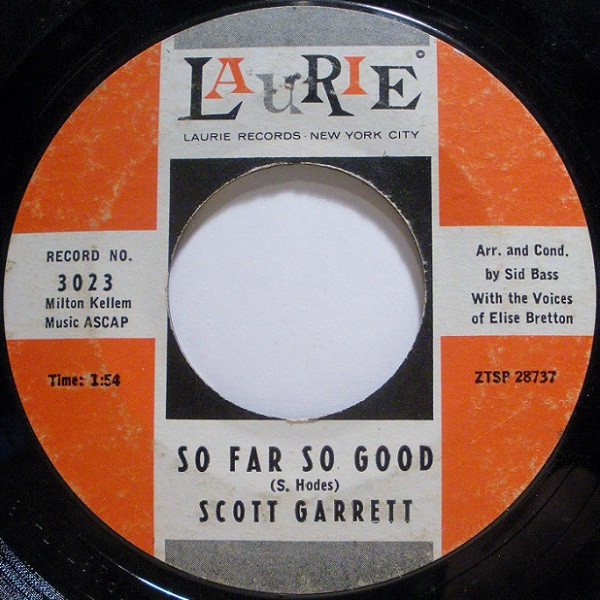 LAURIE®
LAURIE RECORDS · NEW YORK CITY
RECORD NO.
3023
Milton Kellem
Music ASCAP
Time: 1:54
Arr. and Cond.
by Sid Bass
With the Voices
of Elise Bretton
ZTSP 28737
SO FAR SO GOOD
(S. Hodes)
SCOTT GARRETT